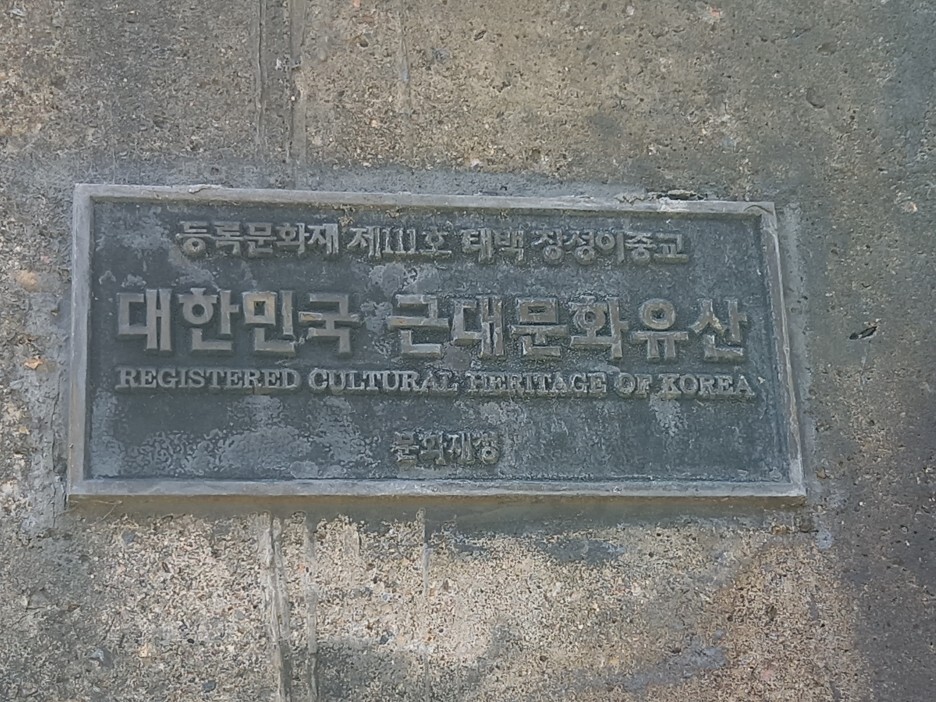 등록문화재 제111호 태백 장성이중교
대한민국 근대문화유산
REGISTERED CULTURAL HERITAGE OF KOREA
문화재청